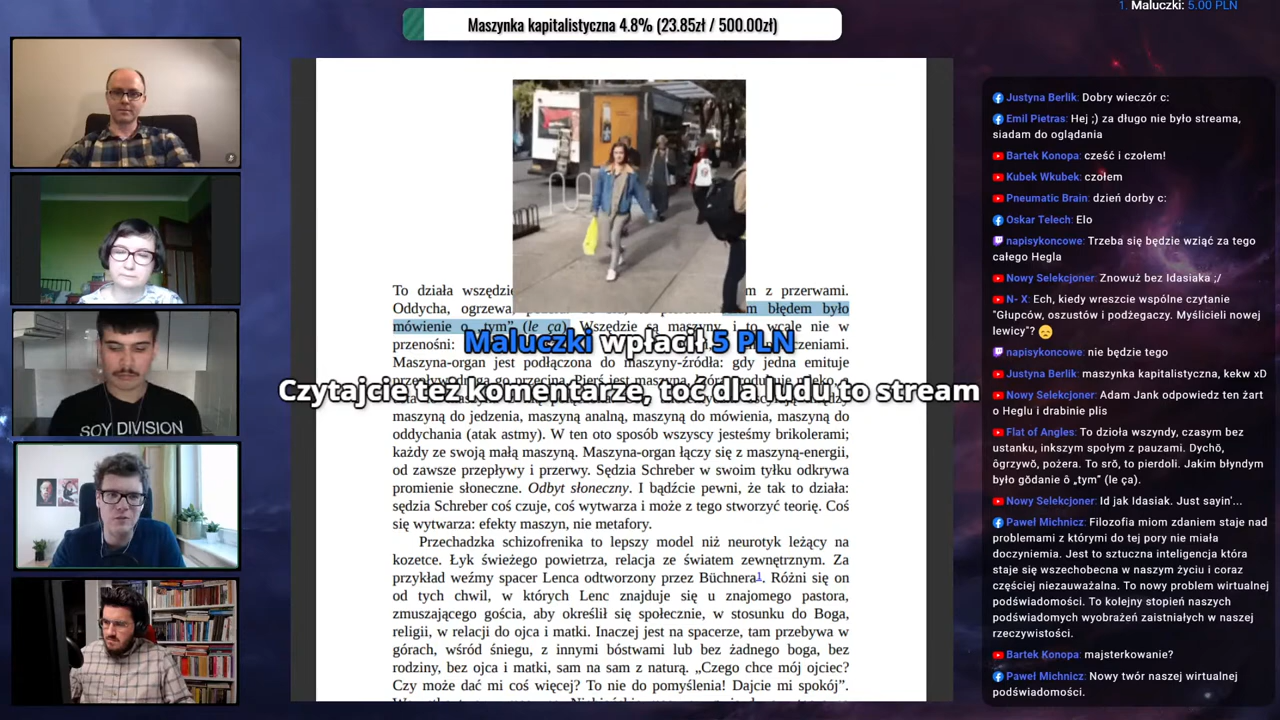 1. Maluczki: 5.00 PLN
Maszynka kapitalistyczna 4.8% (23.85zł / 500.00zł)
To działa wszędzie
m z przerwami.
Oddycha, ogrzewa,
m błędem było
mówienie o „tym” (le ça). Wszędzie są maszyny i to wcale nie w
przenośni:
Maszyna-organ jest podłączona do maszyny-źródła: gdy jedna emituje
maszyną do jedzenia, maszyną analną, maszyną do mówienia, maszyną do
oddychania (atak astmy). W ten oto sposób wszyscy jesteśmy brikolerami;
każdy ze swoją małą maszyną. Maszyna-organ łączy się z maszyną-energii,
od zawsze przepływy i przerwy. Sędzia Schreber w swoim tyłku odkrywa
promienie słoneczne. Odbyt słoneczny. I bądźcie pewni, że tak to działa:
sędzia Schreber coś czuje, coś wytwarza i może z tego stworzyć teorię. Coś
się wytwarza: efekty maszyn, nie metafory.
Przechadzka schizofrenika to lepszy model niż neurotyk leżący na
kozetce. Łyk świeżego powietrza, relacja ze światem zewnętrznym. Za
przykład weźmy spacer Lenca odtworzony przez Büchnera1. Różni się on
od tych chwil, w których Lenc znajduje się u znajomego pastora,
zmuszającego gościa, aby określił się społecznie, w stosunku do Boga,
religii, w relacji do ojca i matki. Inaczej jest na spacerze, tam przebywa w
górach, wśród śniegu, z innymi bóstwami lub bez żadnego boga, bez
rodziny, bez ojca i matki, sam na sam z naturą. „Czego chce mój ojciec?
Czy może dać mi coś więcej? To nie do pomyślenia! Dajcie mi spokój”.
Maluczki wpłacił 5 PLN
Czytajcie też komentarze, toć dla ludu to stream
SOY DIVISION
Justyna Berlik: Dobry wieczór c:
Emil Pietras: Hej ;) za długo nie było streama,
siadam do oglądania
Bartek Konopa: cześć i czołem!
Kubek Wkubek: czołem
Pneumatic Brain: dzień dorby c:
Oskar Telech: Elo
napisykoncowe: Trzeba się będzie wziąć za tego
całego Hegla
Nowy Selekcjoner: Znowuż bez Idasiaka ;/
N- X: Ech, kiedy wreszcie wspólne czytanie
"Głupców, oszustów i podżegaczy. Myślicieli nowej
lewicy"? 😞
napisykoncowe: nie będzie tego
Justyna Berlik: maszynka kapitalistyczna, kekw xD
Nowy Selekcjoner: Adam Jank odpowiedz ten żart
o Heglu i drabinie plis
Flat of Angles: To dzioła wszyndy, czasym bez
ustanku, inkszym społym z pauzami. Dychŏ,
ôgrzywŏ, pożera. To srŏ, to pierdoli. Jakim błyndym
było gŏdanie ŏ „tym” (le ça).
Nowy Selekcjoner: Id jak Idasiak. Just sayin'...
Paweł Michnicz: Filozofia miom zdaniem staje nad
problemami z którymi do tej pory nie miała
doczyniemia. Jest to sztuczna inteligencja która
staje się wszechobecna w naszym życiu i coraz
częściej niezauważalna. To nowy problem wirtualnej
podświadomości. To kolejny stopień naszych
podświadomych wyobrażeń zaistniałych w naszej
rzeczywistości.
Bartek Konopa: majsterkowanie?
Paweł Michnicz: Nowy twór naszej wirtualnej
podświadomości.